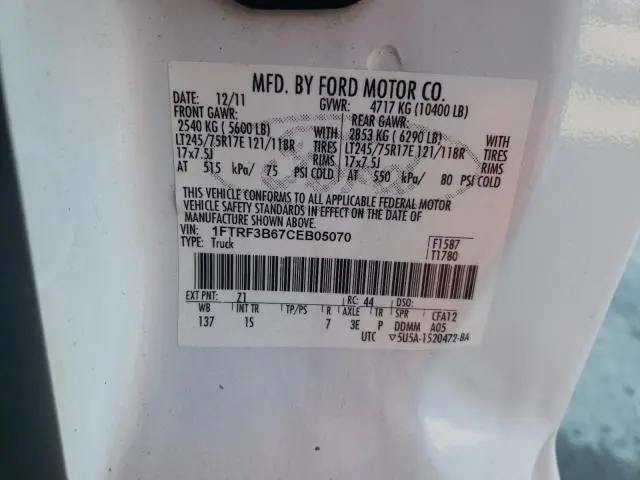 MFD. BY FORD MOTOR CO.
DATE: 12/11 GVWR: 4717 KG (10400 LB)
FRONT GAWR: REAR GAWR:
2540 KG ( 5600 LB) WITH 2853 KG ( 6290 LB) WITH
LT245/75R17E 121/118R TIRES LT245/75R17E 121/118R TIRES
17x7.5J RIMS 17x7.5J RIMS
AT 515 kPa/ 75 PSI COLD AT 550 kPa/ 80 PSI COLD
THIS VEHICLE CONFORMS TO ALL APPLICABLE FEDERAL MOTOR
VEHICLE SAFETY STANDARDS IN EFFECT ON THE DATE OF
MANUFACTURE SHOWN ABOVE.
VIN: 1FTRF3B67CEB05070 F1587
TYPE: Truck T1780
EXT PNT: Z1 RC: 44 DSO:
WB INT TR TP/PS R AXLE TR SPR CFA12
137 1S 7 3E P DDMM A05
UTC ▽5U5A-1520472-BA